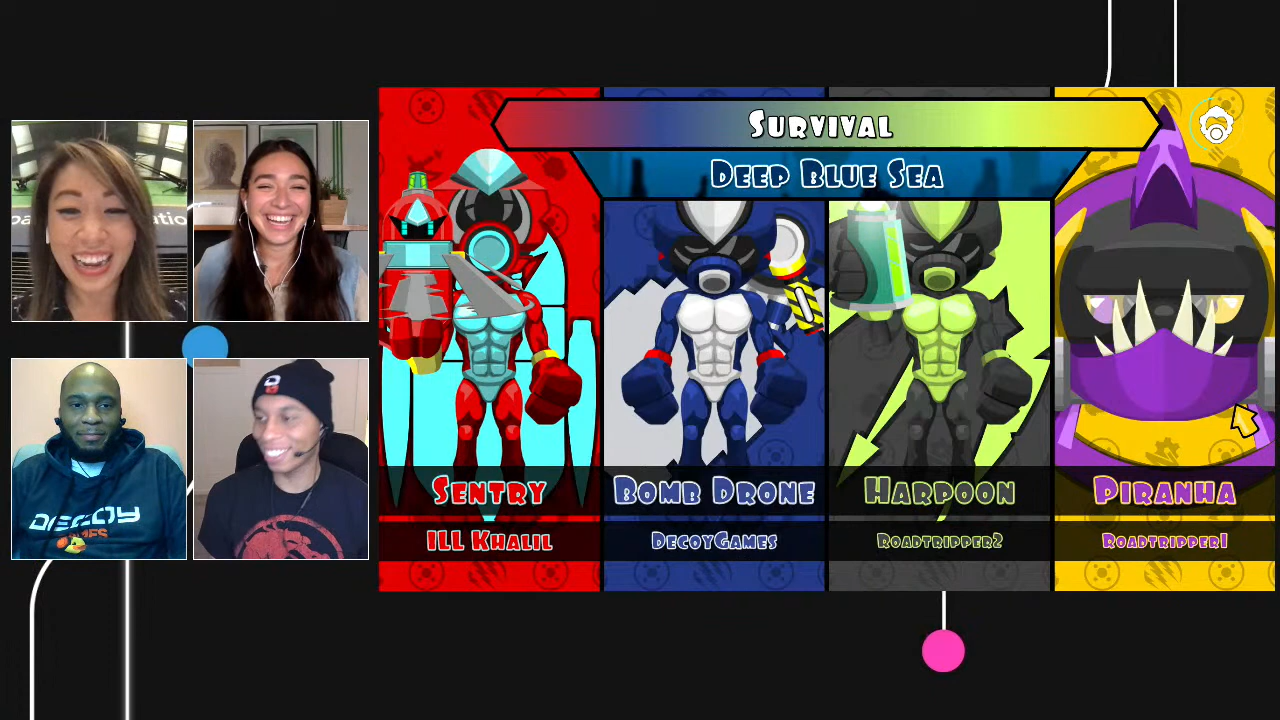 Survival
Deep Blue Sea
Sentry
Bomb Drone
Harpoon
Piranha
ILL Khalil
DecoyGames
Roadtripper2
Roadtripper1
DECOY